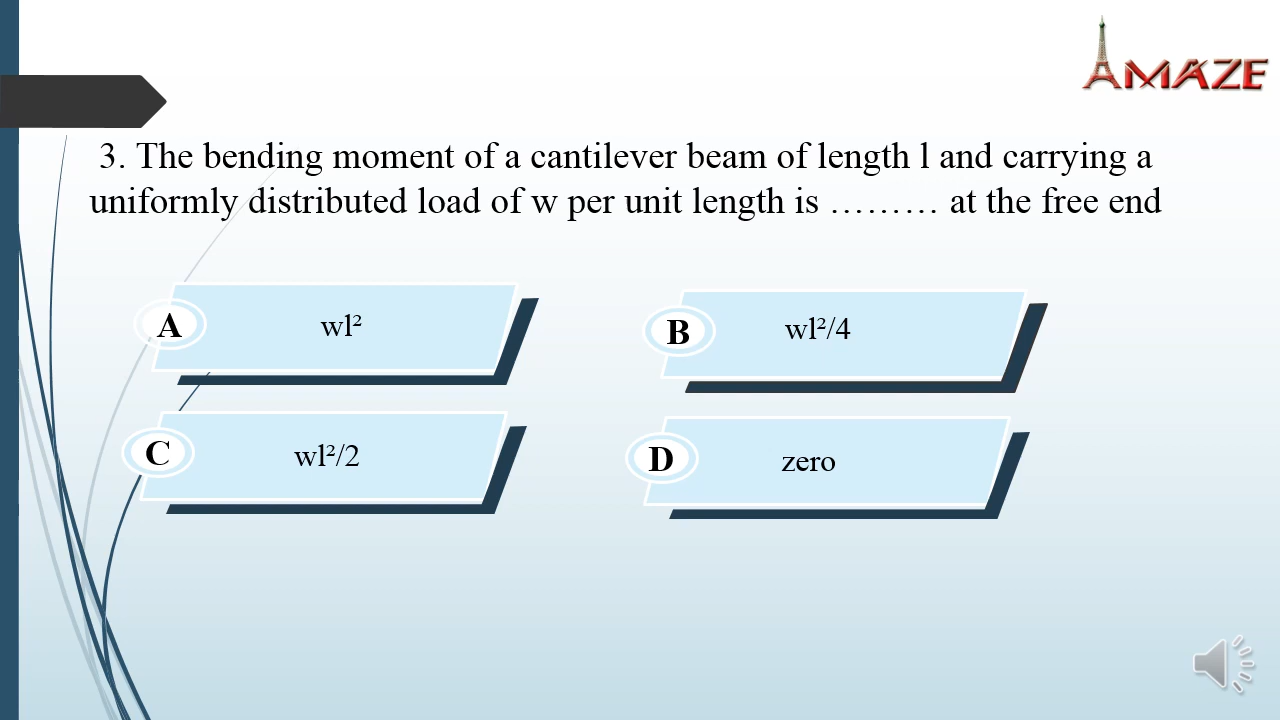 AMAZE
3. The bending moment of a cantilever beam of length l and carrying a
uniformly distributed load of w per unit length is ……… at the free end
A wl²
B wl²/4
C wl²/2
D zero